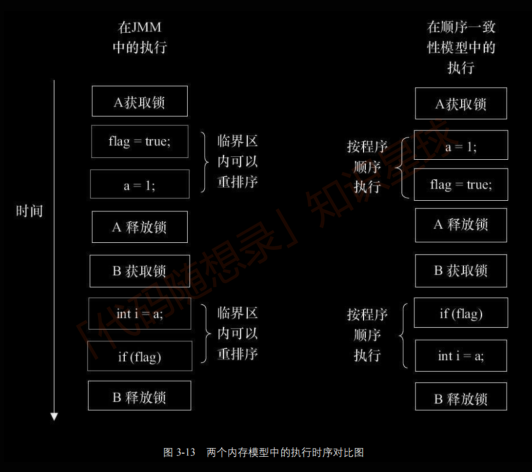 在JMM
中的执行
A获取锁
flag = true;
a = 1;
临界区
内可以
重排序
A 释放锁
B 获取锁
int i = a;
if (flag)
临界区
内可以
重排序
B 释放锁
时间
在顺序一致
性模型中的
执行
A获取锁
按程序
顺序
执行
a = 1;
flag = true;
A 释放锁
B 获取锁
按程序
顺序
执行
if (flag)
int i = a;
B 释放锁
「代码随想录」知识星球
图 3-13 两个内存模型中的执行时序对比图